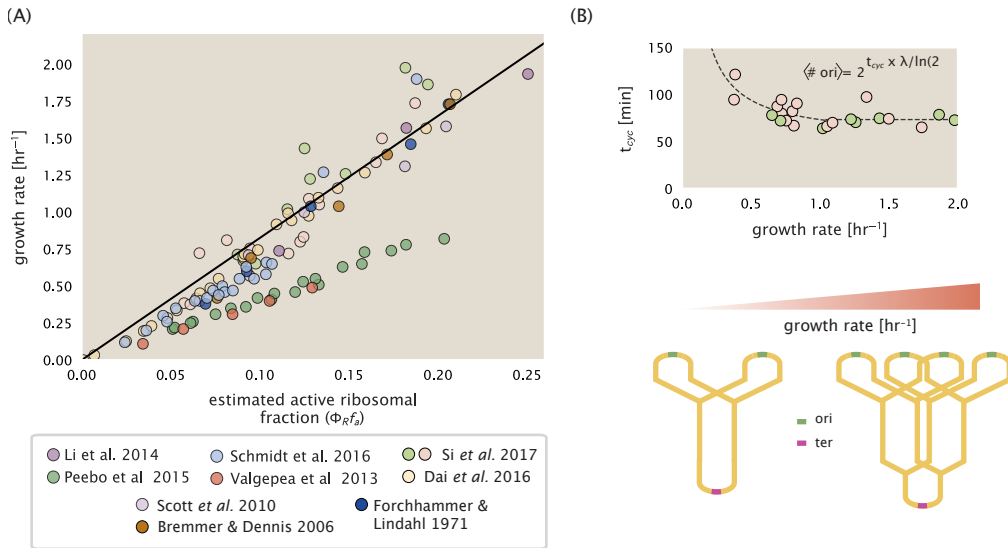 (A)
growth rate [hr⁻¹]
2.00
1.75
1.50
1.25
1.00
0.75
0.50
0.25
0.00
0.00
0.05
0.10
0.15
0.20
0.25
estimated active ribosomal
fraction (Φ_R f_a)
Li et al. 2014
Schmidt et al. 2016
Si et al. 2017
Peebo et al 2015
Valgepea et al 2013
Dai et al. 2016
Scott et al. 2010
Forchhammer &
Lindahl 1971
Bremmer & Dennis 2006
(B)
t_cyc [min]
150
100
50
0
⟨# ori⟩= 2^t_cyc x λ/ln(2
0.0
0.5
1.0
1.5
2.0
growth rate [hr⁻¹]
growth rate [hr⁻¹]
ori
ter